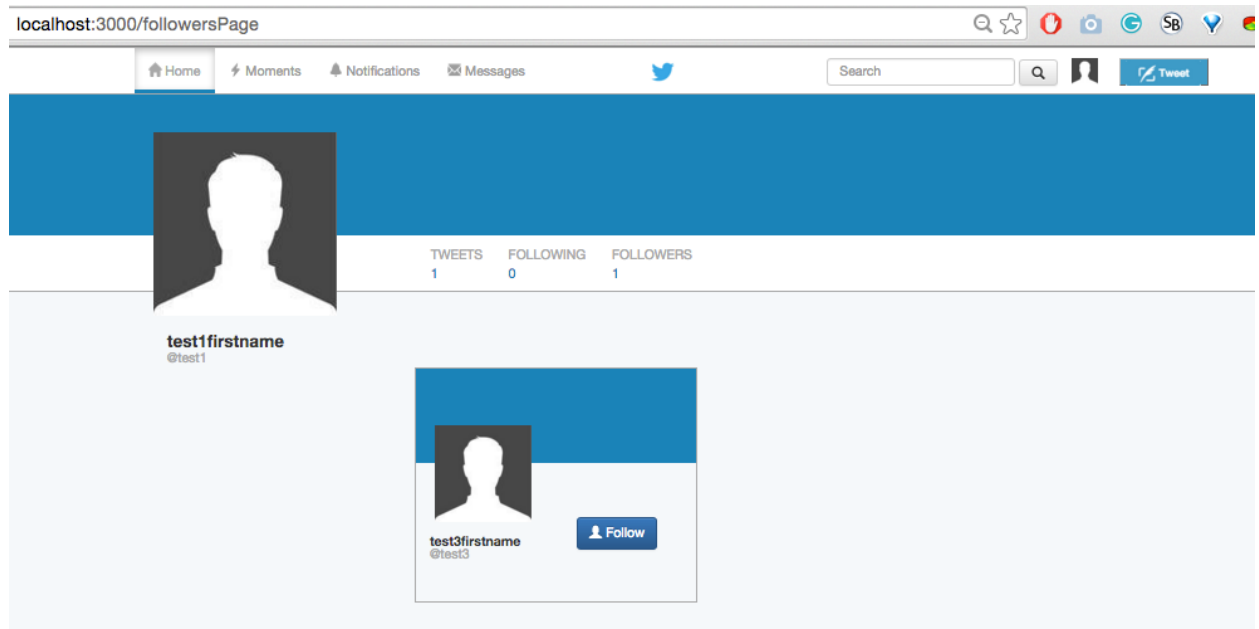 localhost:3000/followersPage
G SB
Home Moments Notifications Messages Search Tweet
TWEETS FOLLOWING FOLLOWERS
1 0 1
test1firstname
@test1
Follow
test3firstname
@test3